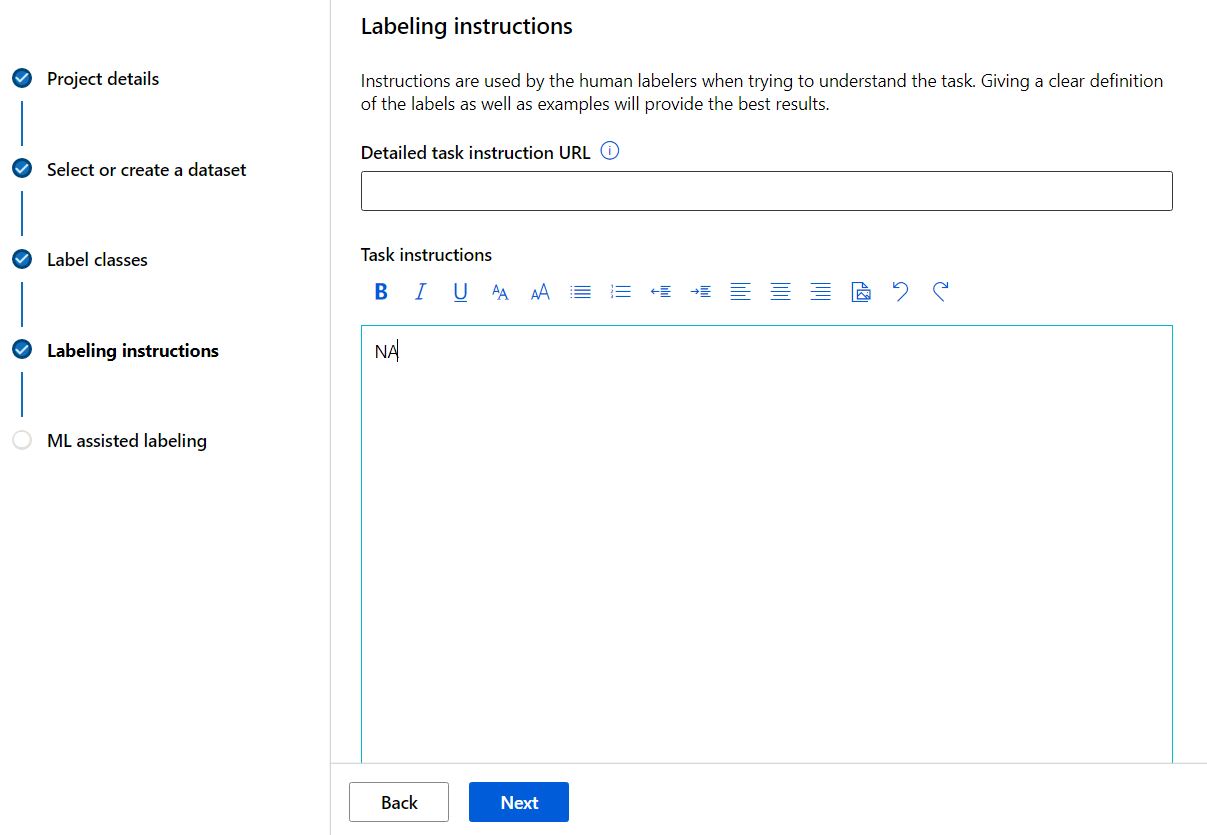 Project details
Select or create a dataset
Label classes
Labeling instructions
ML assisted labeling
Labeling instructions
Instructions are used by the human labelers when trying to understand the task. Giving a clear definition
of the labels as well as examples will provide the best results.
Detailed task instruction URL
Task instructions
NA
Back
Next